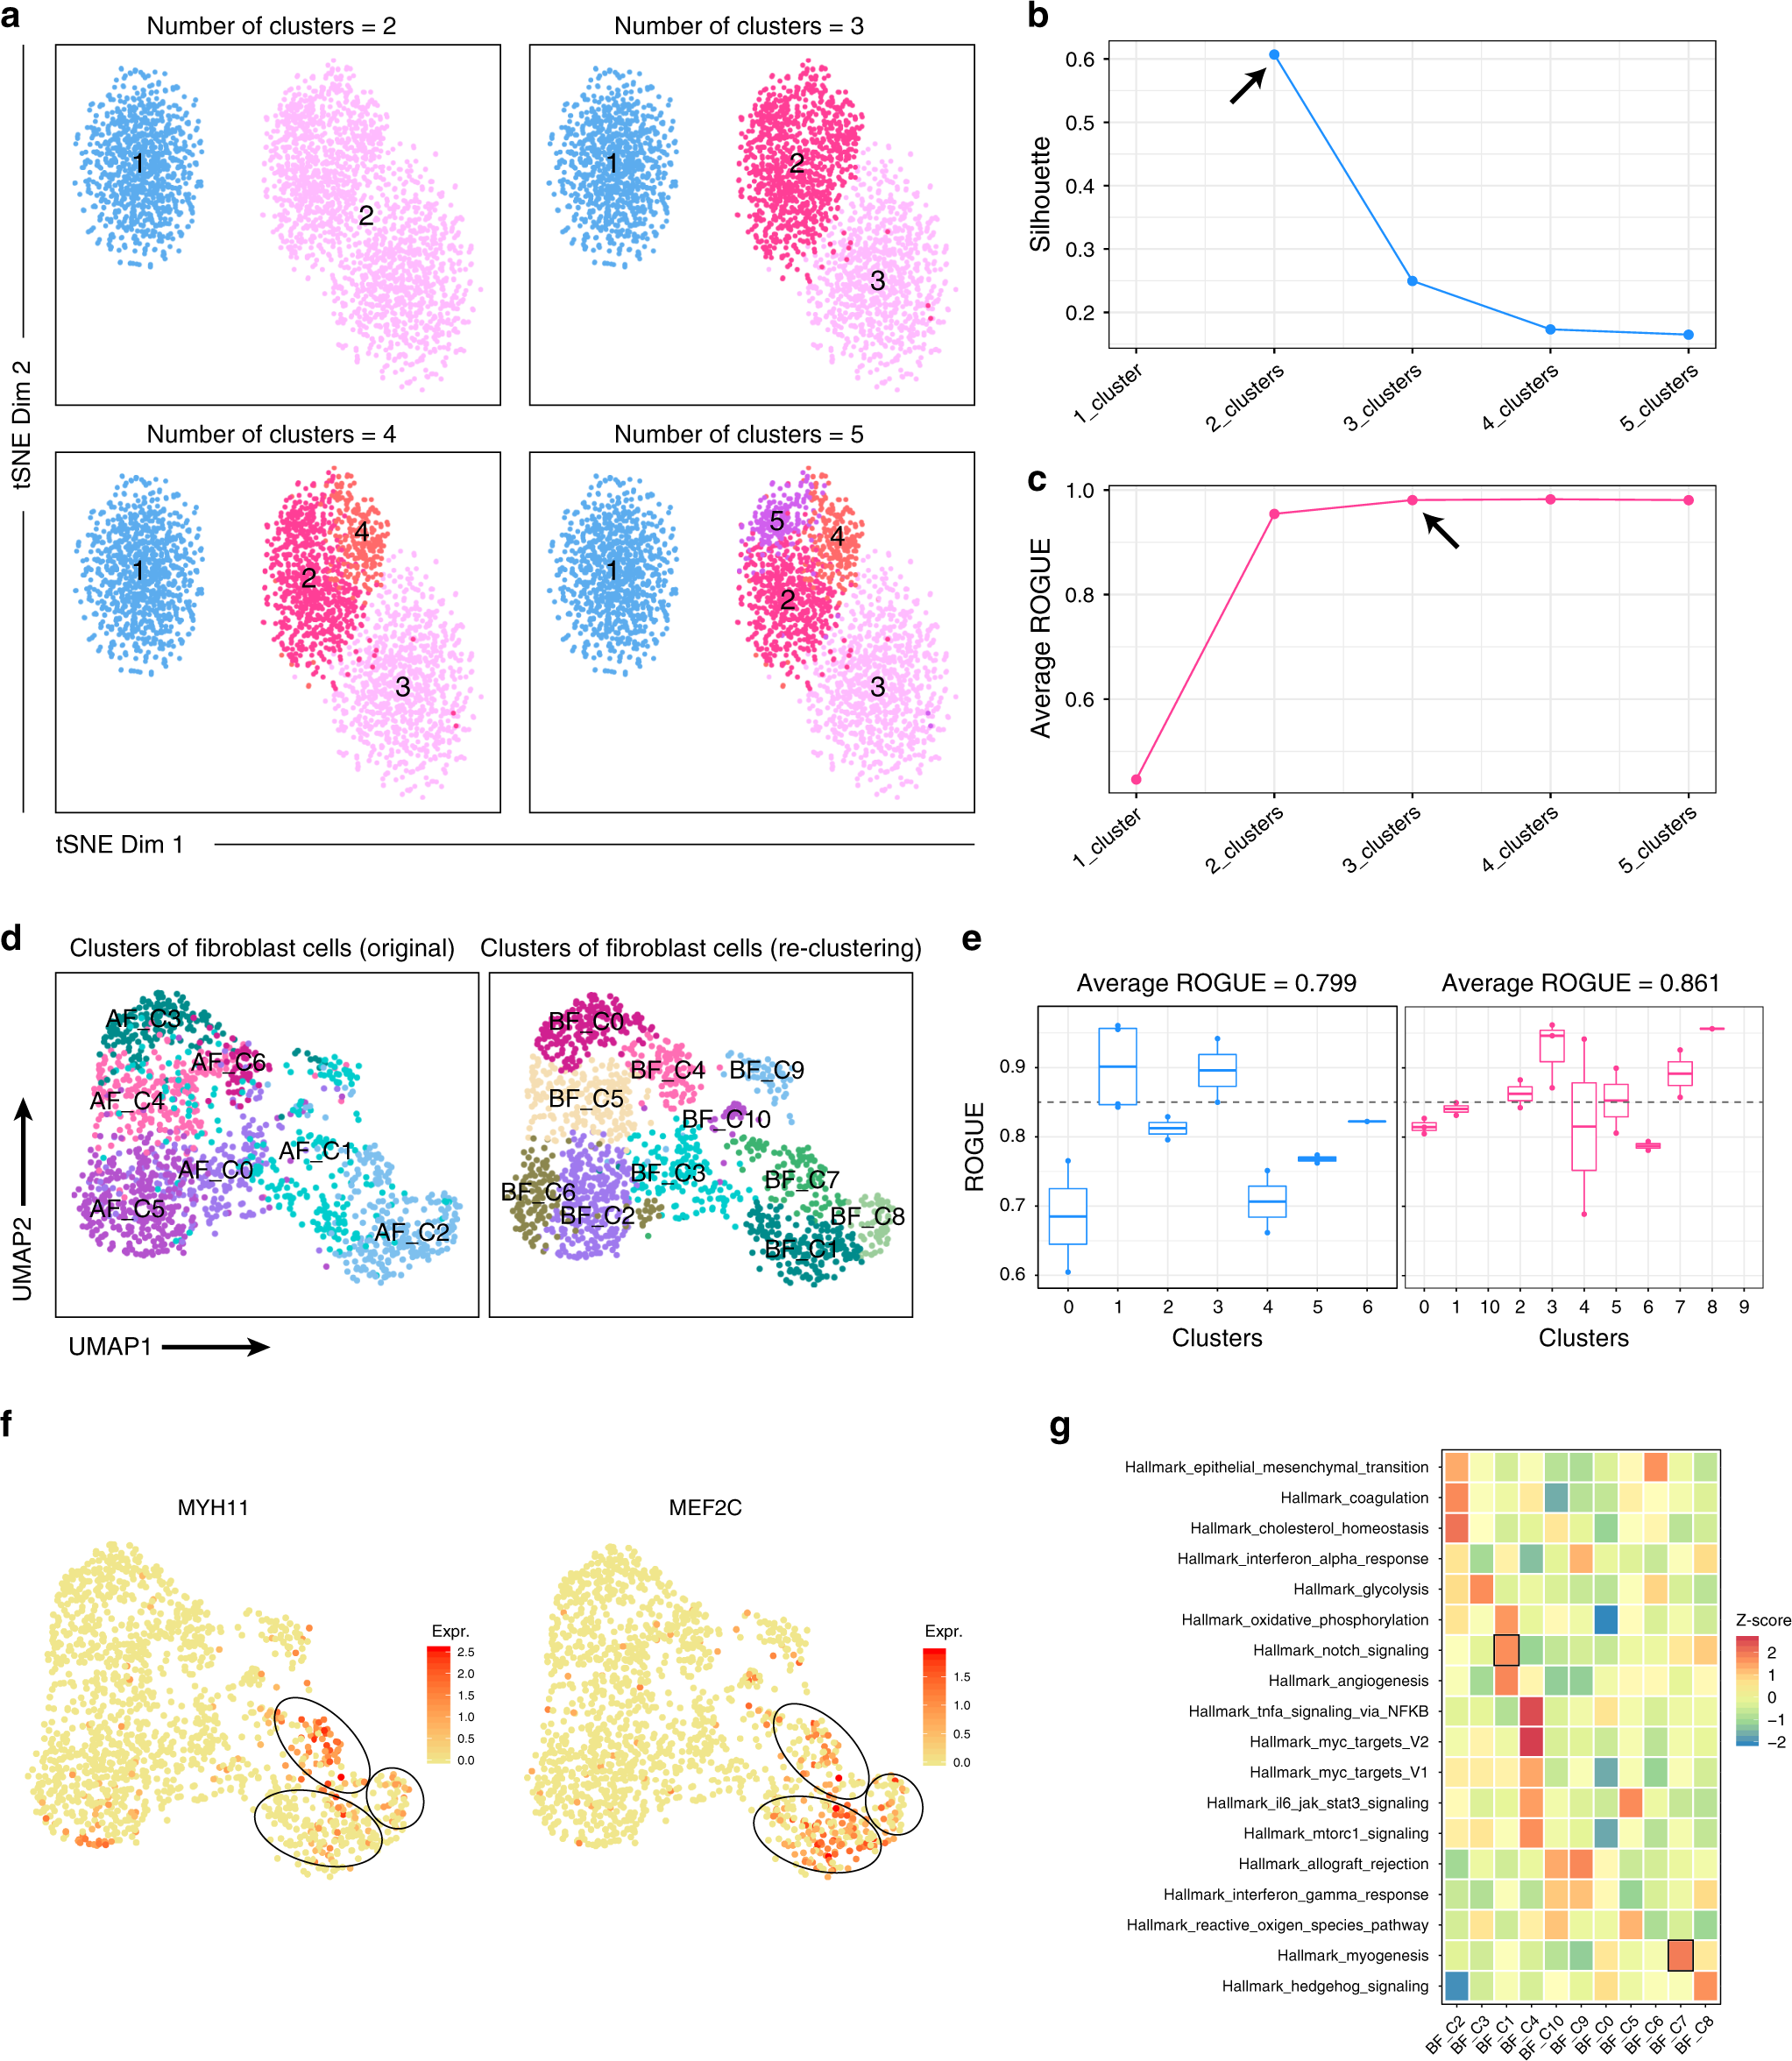 a
Number of clusters = 2
Number of clusters = 3
1
2
1
2
3
Number of clusters = 4
Number of clusters = 5
1
2
3
4
1
2
3
4
5
tSNE Dim 2
tSNE Dim 1
b
Silhouette
0.6
0.5
0.4
0.3
0.2
1_cluster
2_clusters
3_clusters
4_clusters
5_clusters
c
Average ROGUE
1.0
0.8
0.6
1_cluster
2_clusters
3_clusters
4_clusters
5_clusters
d
Clusters of fibroblast cells (original)
Clusters of fibroblast cells (re-clustering)
AF_C3
AF_C6
AF_C4
AF_C1
AF_C0
AF_C5
AF_C2
BF_C0
BF_C4
BF_C9
BF_C5
BF_C10
BF_C3
BF_C7
BF_C6
BF_C2
BF_C8
BF_C1
UMAP2
UMAP1
e
Average ROGUE = 0.799
Average ROGUE = 0.861
ROGUE
0.9
0.8
0.7
0.6
0 1 2 3 4 5 6
0 1 10 2 3 4 5 6 7 8 9
Clusters
Clusters
f
MYH11
MEF2C
Expr.
2.5
2.0
1.5
1.0
0.5
0.0
Expr.
1.5
1.0
0.5
0.0
g
Hallmark_epithelial_mesenchymal_transition
Hallmark_coagulation
Hallmark_cholesterol_homeostasis
Hallmark_interferon_alpha_response
Hallmark_glycolysis
Hallmark_oxidative_phosphorylation
Hallmark_notch_signaling
Hallmark_angiogenesis
Hallmark_tnfa_signaling_via_NFKB
Hallmark_myc_targets_V2
Hallmark_myc_targets_V1
Hallmark_il6_jak_stat3_signaling
Hallmark_mtorc1_signaling
Hallmark_allograft_rejection
Hallmark_interferon_gamma_response
Hallmark_reactive_oxigen_species_pathway
Hallmark_myogenesis
Hallmark_hedgehog_signaling
BF_C2
BF_C3
BF_C1
BF_C4
BF_C10
BF_C9
BF_C0
BF_C5
BF_C6
BF_C7
BF_C8
Z-score
2
1
0
−1
−2